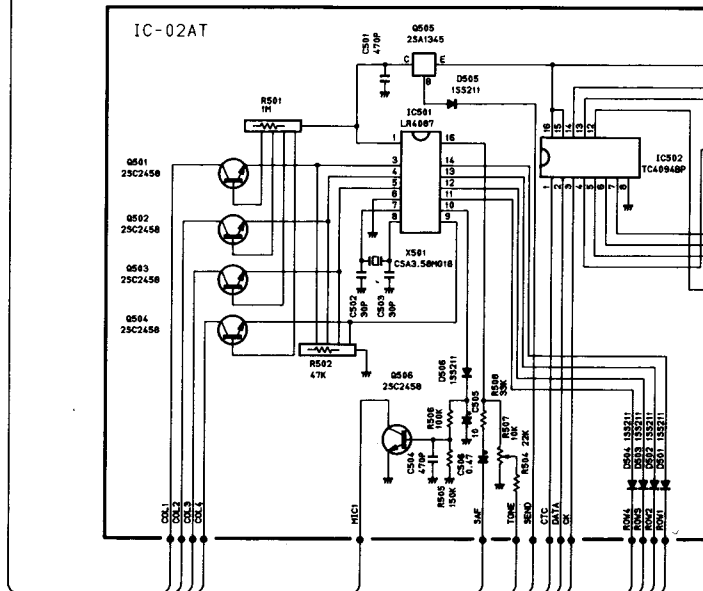 IC-02AT
C501
470P
Q505
2SA1345
C
E
B
D505
1SS211
R501
1M
IC501
LR4087
1
3
4
5
6
7
8
16
14
13
12
11
10
9
16
15
14
13
12
IC502
TC4094BP
1
2
3
4
5
6
7
8
Q501
2SC2458
Q502
2SC2458
Q503
2SC2458
Q504
2SC2458
X501
CSA3.58MG18
C502
30P
C503
30P
R502
47K
Q506
2SC2458
D506
1SS211
C505
10
R508
33K
R506
100K
R507
10K
R504
22K
C504
470P
R505
150K
C506
0.47
D504 1SS211
D503 1SS211
D502 1SS211
D501 1SS211
COL1
COL2
COL3
COL4
MIC1
SAF
TONE
SEND
CTC
DATA
CK
ROW4
ROW3
ROW2
ROW1